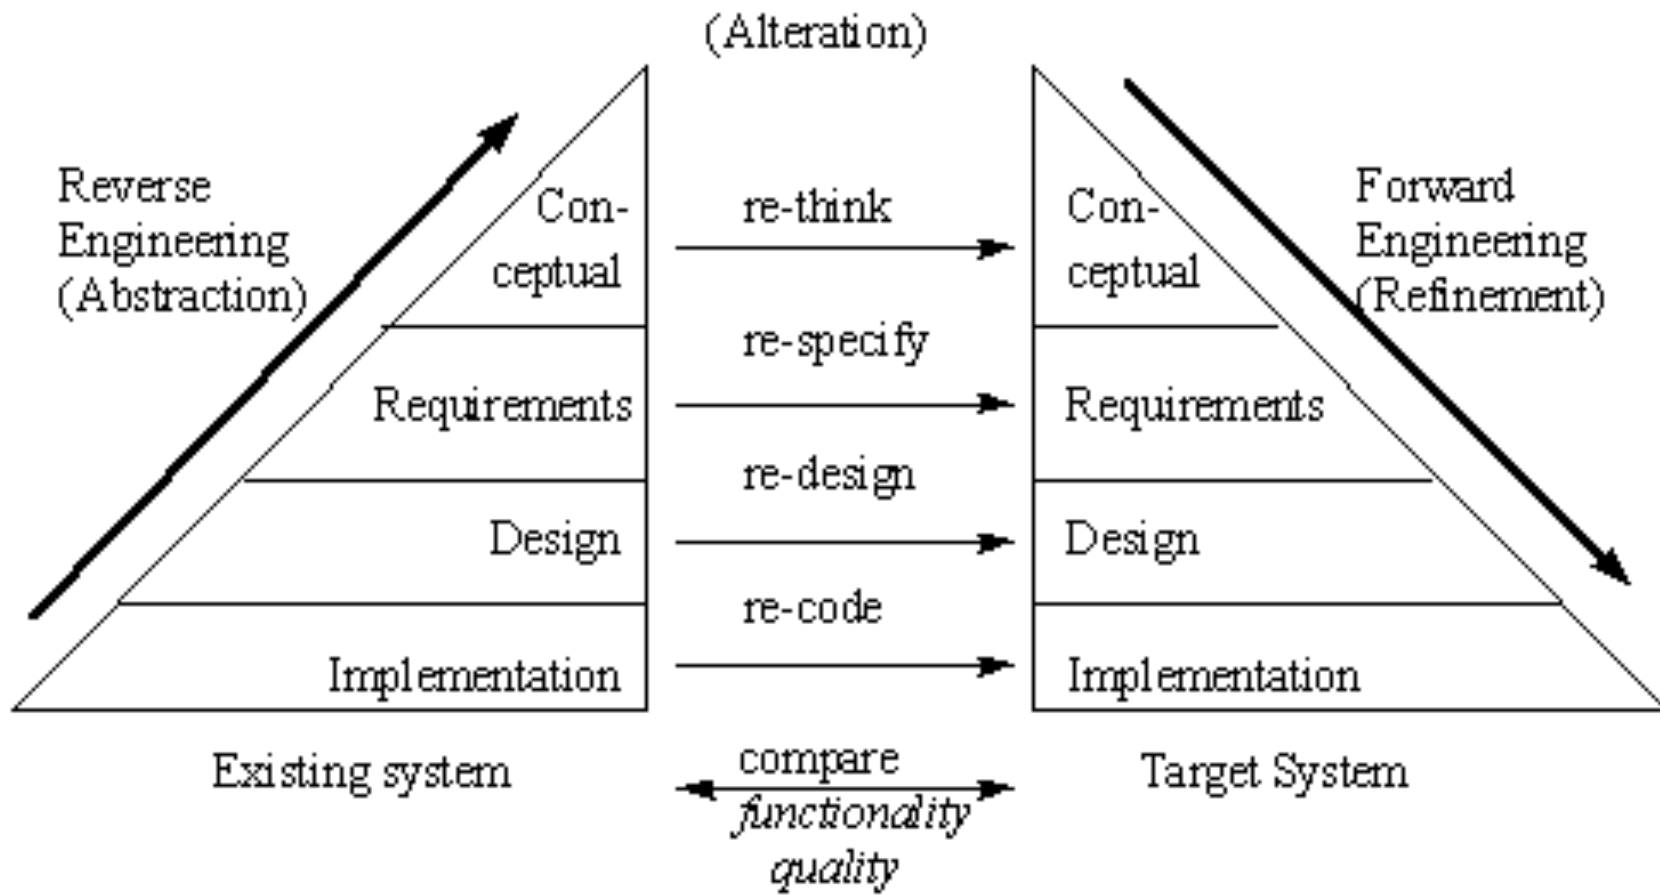 (Alteration)
Reverse
Engineering
(Abstraction)
Con-
ceptual
Requirements
Design
Implementation
re-think
re-specify
re-design
re-code
Con-
ceptual
Requirements
Design
Implementation
Forward
Engineering
(Refinement)
Existing system
compare
functionality
quality
Target System